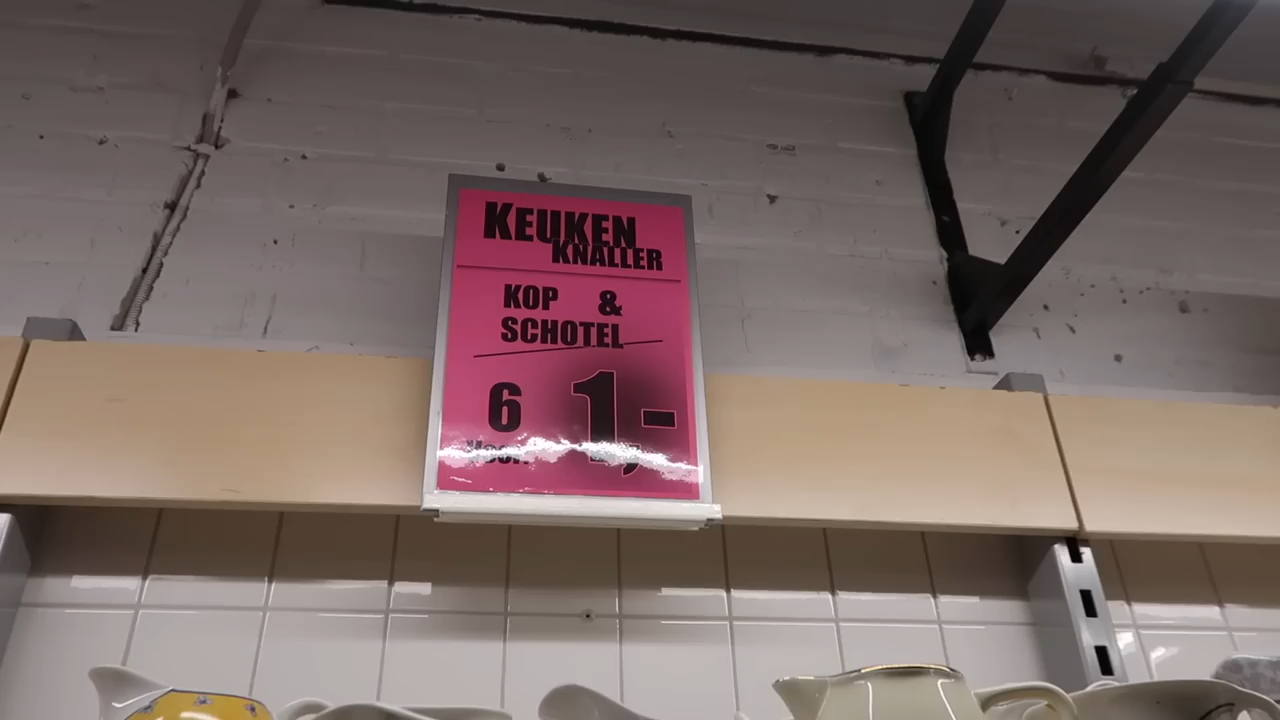 KEUKEN
KNALLER
KOP &
SCHOTEL
6 1,-